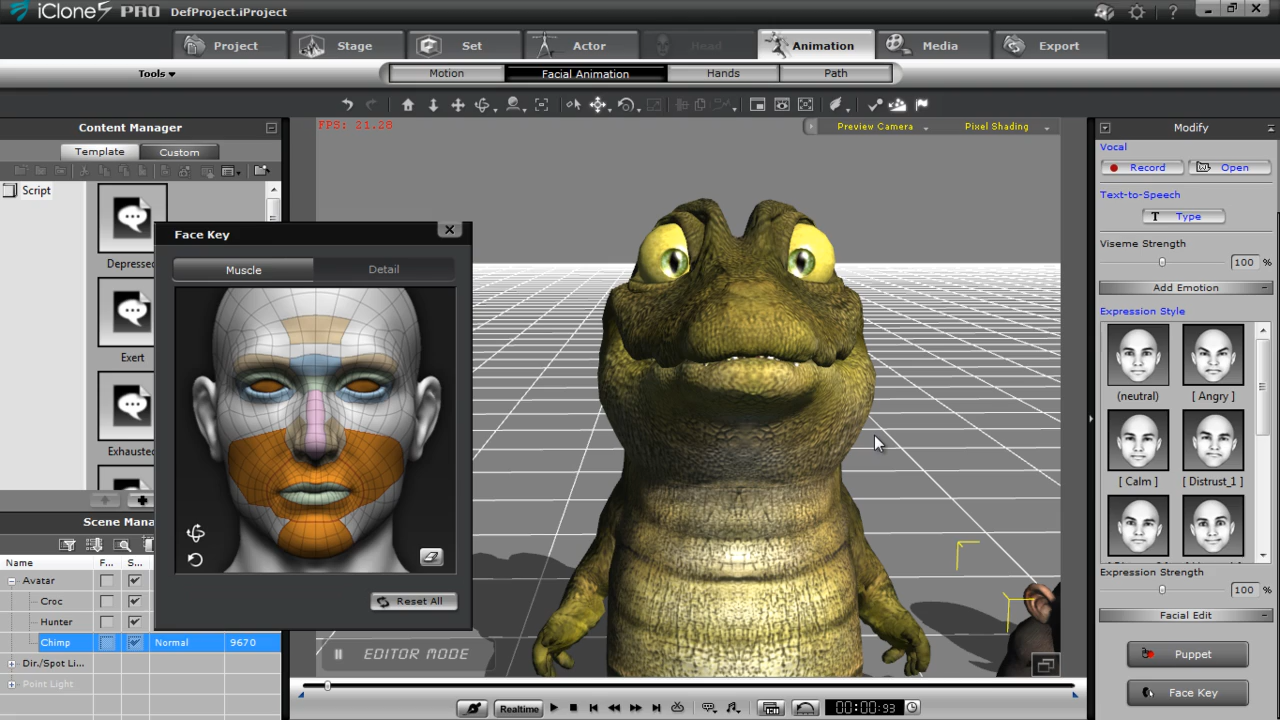 iClone5 PRO DefProject.iProject
Project Stage Set Actor Head Animation Media Export
Tools Motion Facial Animation Hands Path
Content Manager
Template Custom
Script
Depressed
Exert
Exhausted
FPS: 21.28
Preview Camera Pixel Shading
Face Key
Muscle Detail
Reset All
Scene Mana
Name F... S...
Avatar
Croc
Hunter
Chimp Normal 9670
Dir./Spot Li...
Point Light
EDITOR MODE
Realtime 00:00:93
Modify
Vocal
Record Open
Text-to-Speech
T Type
Viseme Strength
100 %
Add Emotion
Expression Style
(neutral) [ Angry ]
[ Calm ] [ Distrust_1 ]
Expression Strength
100 %
Facial Edit
Puppet
Face Key